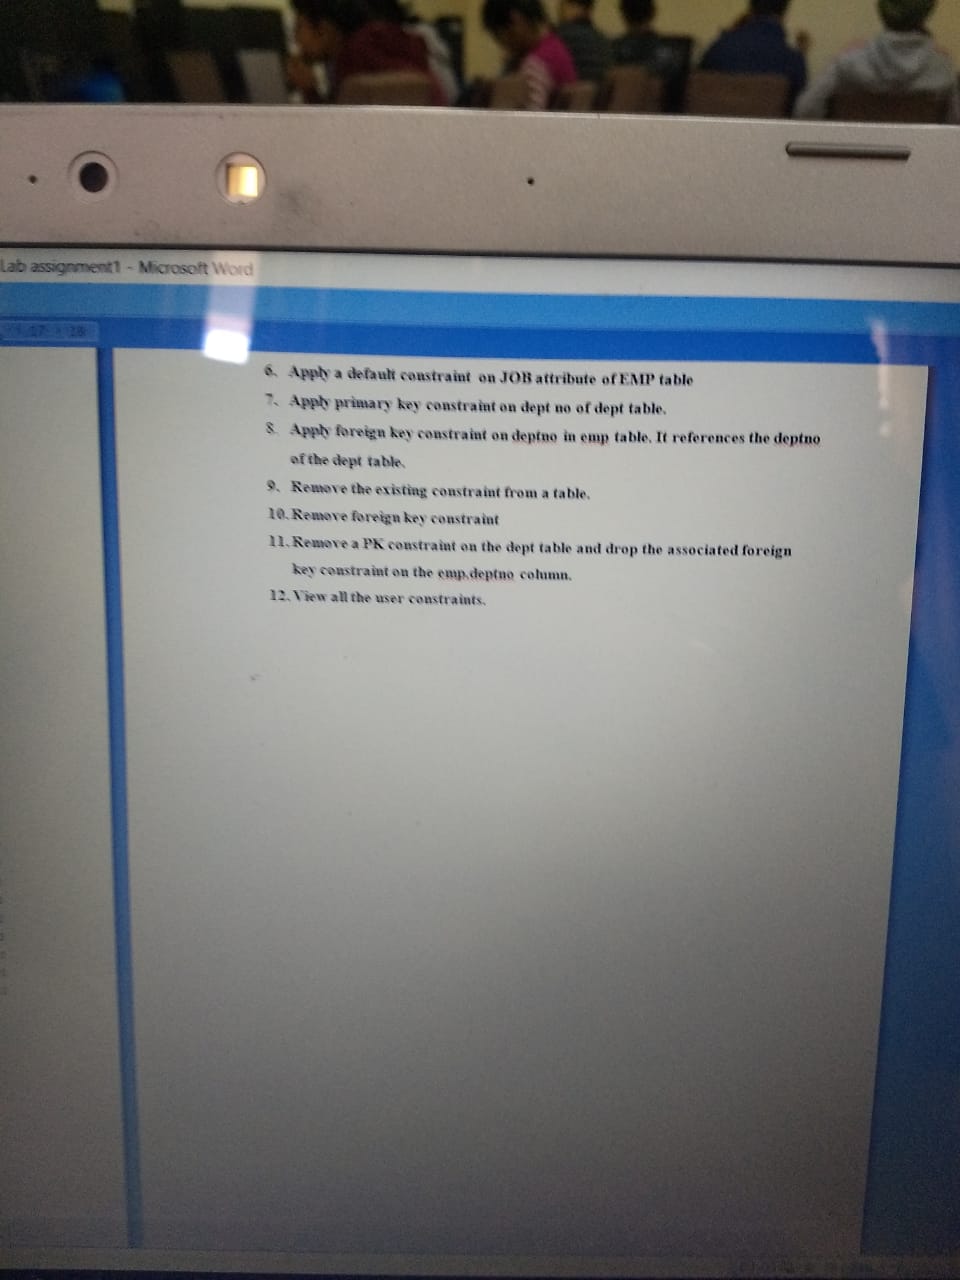 Lab assignment1 - Microsoft Word
6. Apply a default constraint on JOB attribute of EMP table
7. Apply primary key constraint on dept no of dept table.
8. Apply foreign key constraint on deptno in emp table. It references the deptno
of the dept table.
9. Remove the existing constraint from a table.
10. Remove foreign key constraint
11. Remove a PK constraint on the dept table and drop the associated foreign
key constraint on the emp.deptno column.
12. View all the user constraints.